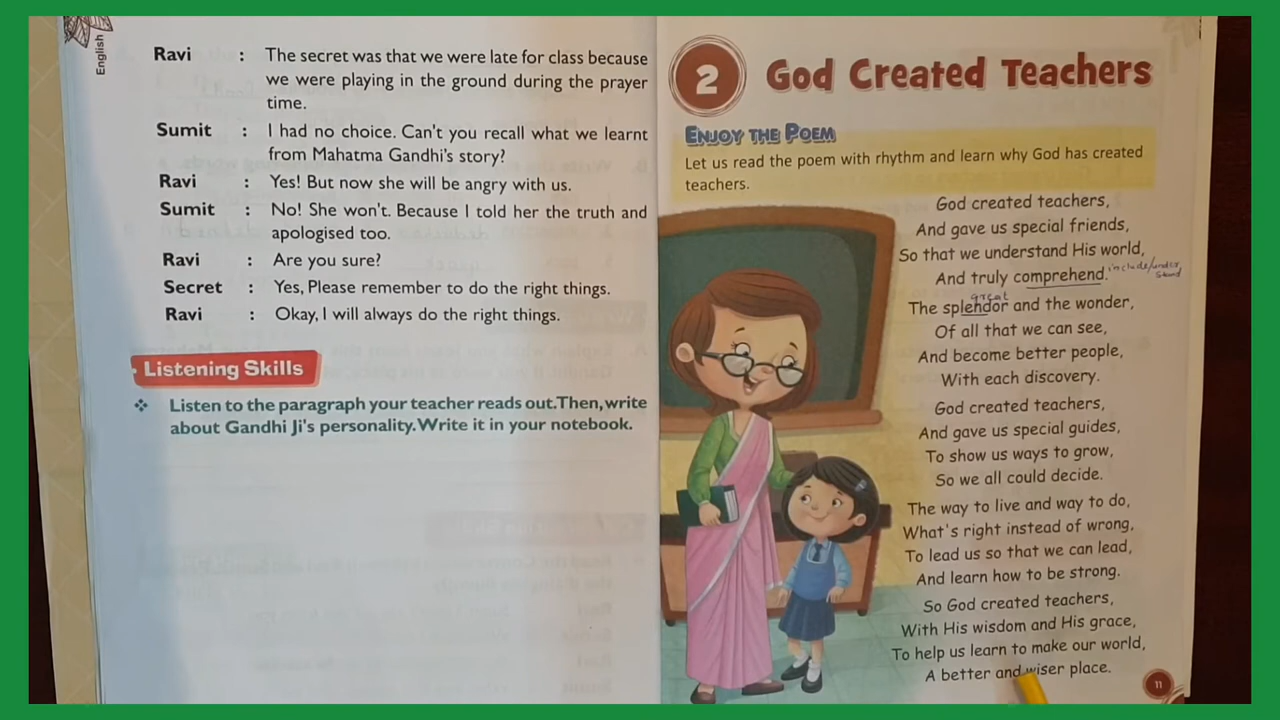 English
Ravi : The secret was that we were late for class because
we were playing in the ground during the prayer
time.
Sumit : I had no choice. Can't you recall what we learnt
from Mahatma Gandhi's story?
Ravi : Yes! But now she will be angry with us.
Sumit : No! She won't. Because I told her the truth and
apologised too.
Ravi : Are you sure?
Secret : Yes, Please remember to do the right things.
Ravi : Okay, I will always do the right things.
Listening Skills
❖ Listen to the paragraph your teacher reads out.Then, write
about Gandhi Ji's personality. Write it in your notebook.
2 God Created Teachers
ENJOY THE POEM
Let us read the poem with rhythm and learn why God has created
teachers.
God created teachers,
And gave us special friends,
So that we understand His world,
And truly comprehend. include/under
stand
great
The splendor and the wonder,
Of all that we can see,
And become better people,
With each discovery.
God created teachers,
And gave us special guides,
To show us ways to grow,
So we all could decide.
The way to live and way to do,
What's right instead of wrong,
To lead us so that we can lead,
And learn how to be strong.
So God created teachers,
With His wisdom and His grace,
To help us learn to make our world,
A better and wiser place.
11